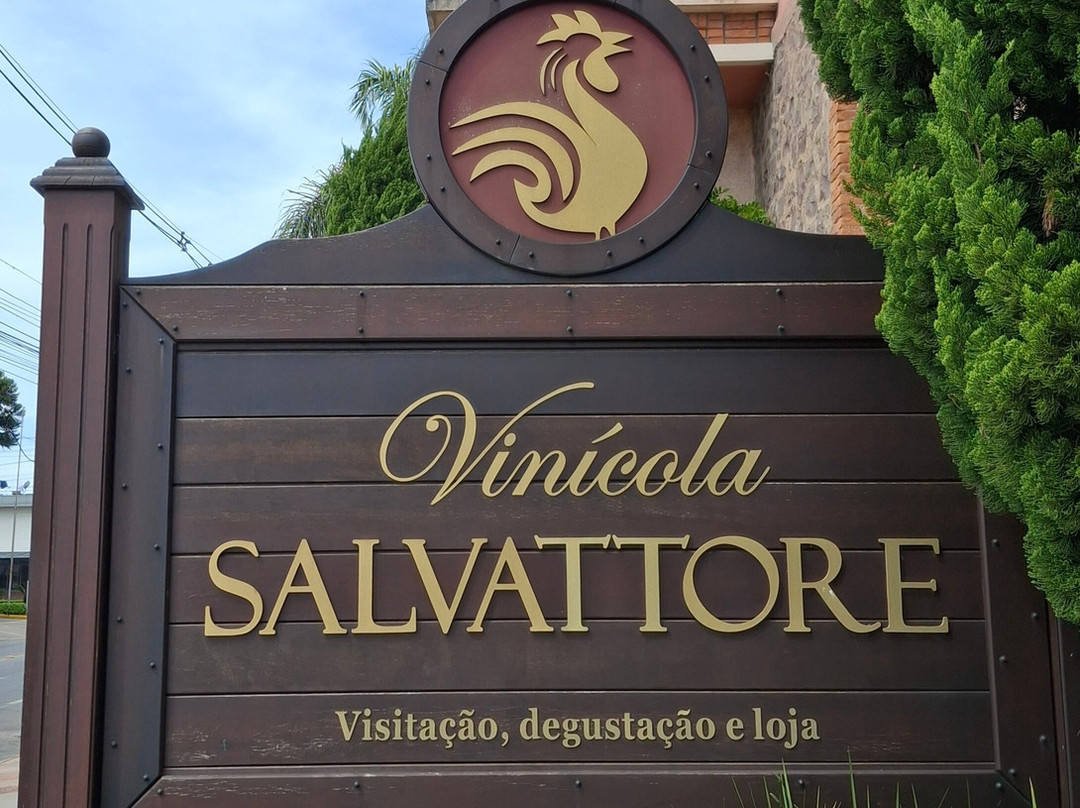 Vinícola
SALVATTORE
Visitação, degustação e loja